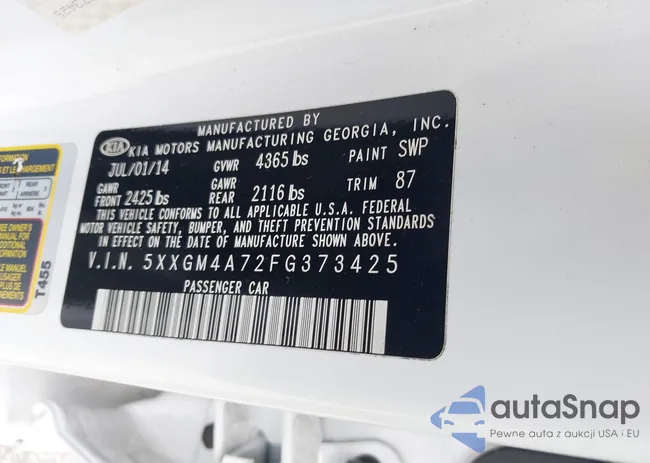 MANUFACTURED BY
KIA KIA MOTORS MANUFACTURING GEORGIA, INC.
JUL/01/14 GVWR 4365 lbs PAINT SWP
GAWR FRONT 2425 lbs GAWR REAR 2116 lbs TRIM 87
THIS VEHICLE CONFORMS TO ALL APPLICABLE U.S.A. FEDERAL
MOTOR VEHICLE SAFETY, BUMPER, AND THEFT PREVENTION STANDARDS
IN EFFECT ON THE DATE OF MANUFACTURE SHOWN ABOVE.
V.I.N. 5XXGM4A72FG373425
PASSENGER CAR
T455
autaSnap
Pewne auta z aukcji USA i EU